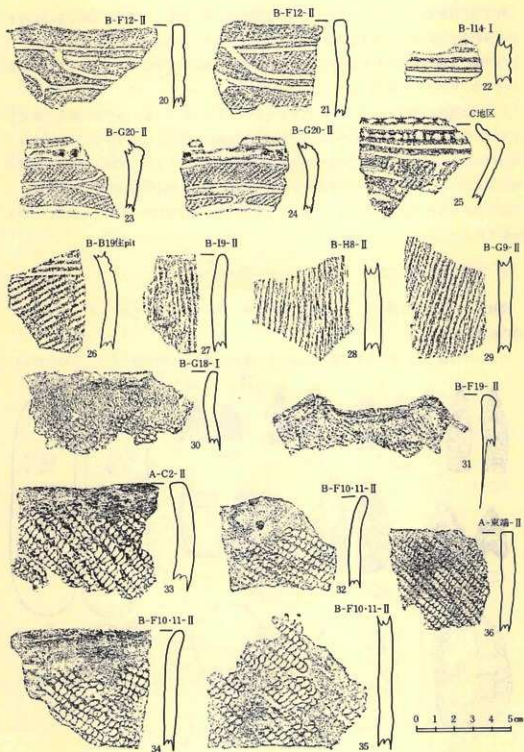 B-F12-Ⅱ
20
B-F12-Ⅱ
21
B-I14-Ⅰ
22
B-G20-Ⅱ
23
B-G20-Ⅱ
24
C地区
25
B-B19住pit
26
B-I9-Ⅱ
27
B-H8-Ⅱ
28
B-G9-Ⅱ
29
B-G18-Ⅰ
30
B-F19-Ⅱ
31
A-C2-Ⅱ
33
B-F10・11-Ⅱ
32
A-東端-Ⅱ
36
B-F10・11-Ⅱ
34
B-F10・11-Ⅱ
35
0 1 2 3 4 5cm